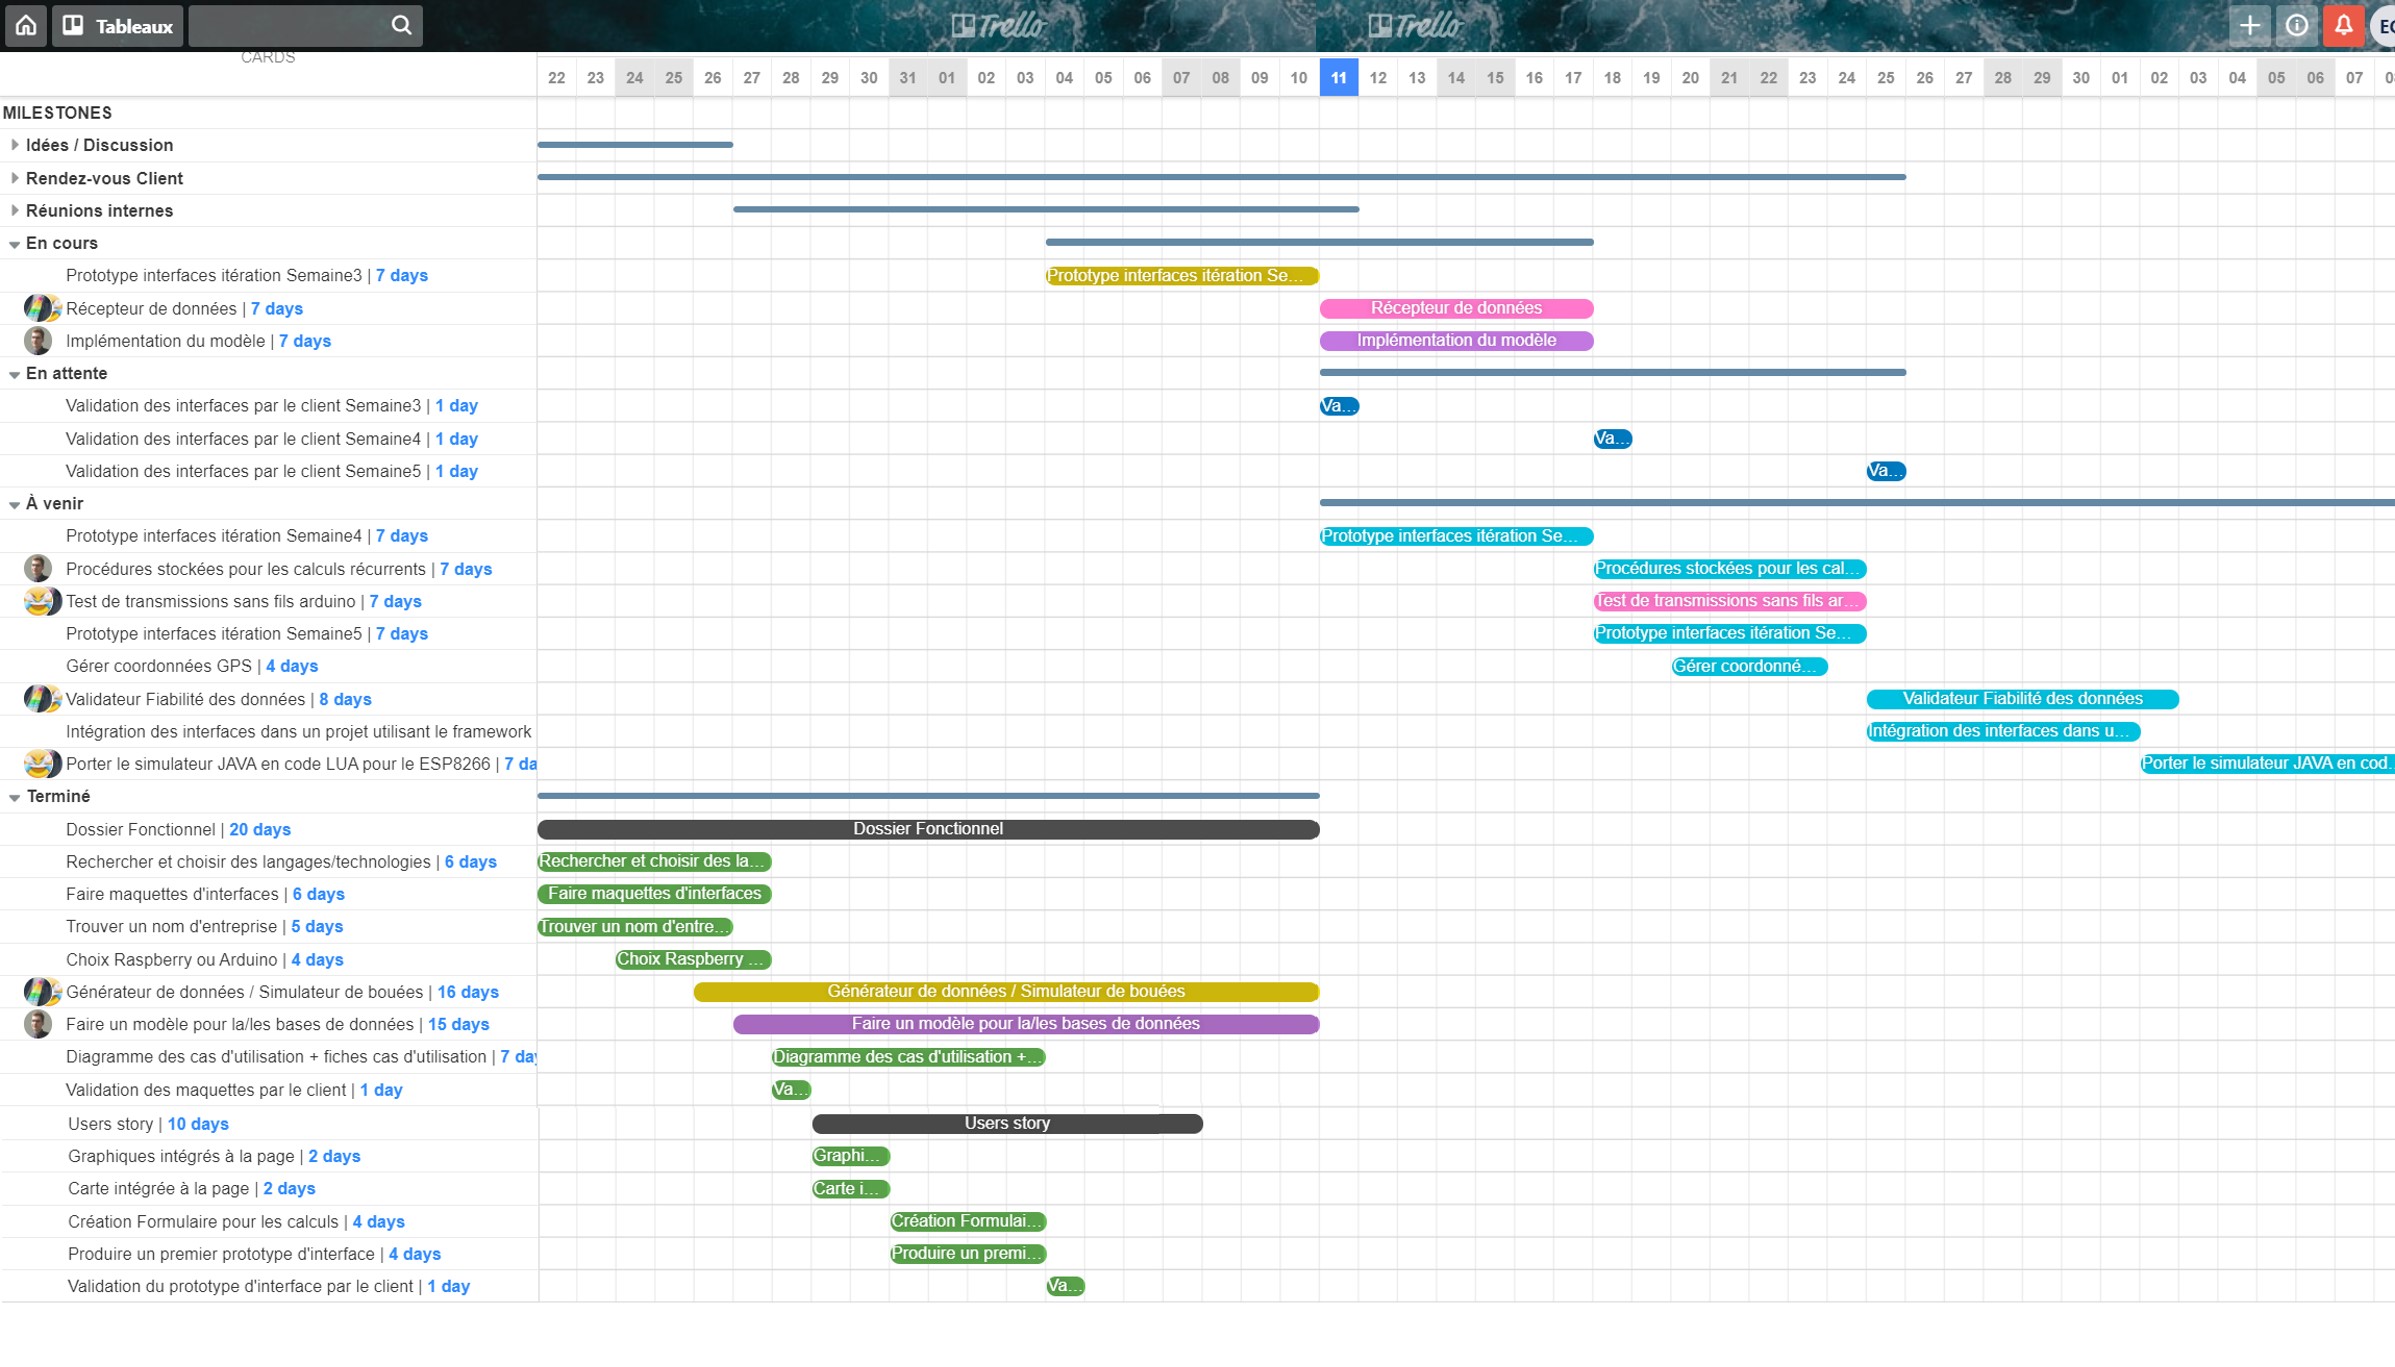 Tableaux
Trello
Trello
EC
CARDS
22 23 24 25 26 27 28 29 30 31 01 02 03 04 05 06 07 08 09 10 11 12 13 14 15 16 17 18 19 20 21 22 23 24 25 26 27 28 29 30 01 02 03 04 05 06 07
MILESTONES
Idées / Discussion
Rendez-vous Client
Réunions internes
En cours
Prototype interfaces itération Semaine3 | 7 days
Prototype interfaces itération Se...
Récepteur de données | 7 days
Récepteur de données
Implémentation du modèle | 7 days
Implémentation du modèle
En attente
Validation des interfaces par le client Semaine3 | 1 day
Va...
Validation des interfaces par le client Semaine4 | 1 day
Va...
Validation des interfaces par le client Semaine5 | 1 day
Va...
À venir
Prototype interfaces itération Semaine4 | 7 days
Prototype interfaces itération Se...
Procédures stockées pour les calculs récurrents | 7 days
Procédures stockées pour les cal...
Test de transmissions sans fils arduino | 7 days
Test de transmissions sans fils ar...
Prototype interfaces itération Semaine5 | 7 days
Prototype interfaces itération Se...
Gérer coordonnées GPS | 4 days
Gérer coordonné...
Validateur Fiabilité des données | 8 days
Validateur Fiabilité des données
Intégration des interfaces dans un projet utilisant le framework
Intégration des interfaces dans u...
Porter le simulateur JAVA en code LUA pour le ESP8266 | 7 da
Porter le simulateur JAVA en cod.
Terminé
Dossier Fonctionnel | 20 days
Dossier Fonctionnel
Rechercher et choisir des langages/technologies | 6 days
Rechercher et choisir des la...
Faire maquettes d'interfaces | 6 days
Faire maquettes d'interfaces
Trouver un nom d'entreprise | 5 days
Trouver un nom d'entre...
Choix Raspberry ou Arduino | 4 days
Choix Raspberry ...
Générateur de données / Simulateur de bouées | 16 days
Générateur de données / Simulateur de bouées
Faire un modèle pour la/les bases de données | 15 days
Faire un modèle pour la/les bases de données
Diagramme des cas d'utilisation + fiches cas d'utilisation | 7 day
Diagramme des cas d'utilisation +...
Validation des maquettes par le client | 1 day
Va...
Users story | 10 days
Users story
Graphiques intégrés à la page | 2 days
Graphi...
Carte intégrée à la page | 2 days
Carte i...
Création Formulaire pour les calculs | 4 days
Création Formulai...
Produire un premier prototype d'interface | 4 days
Produire un premi...
Validation du prototype d'interface par le client | 1 day
Va...